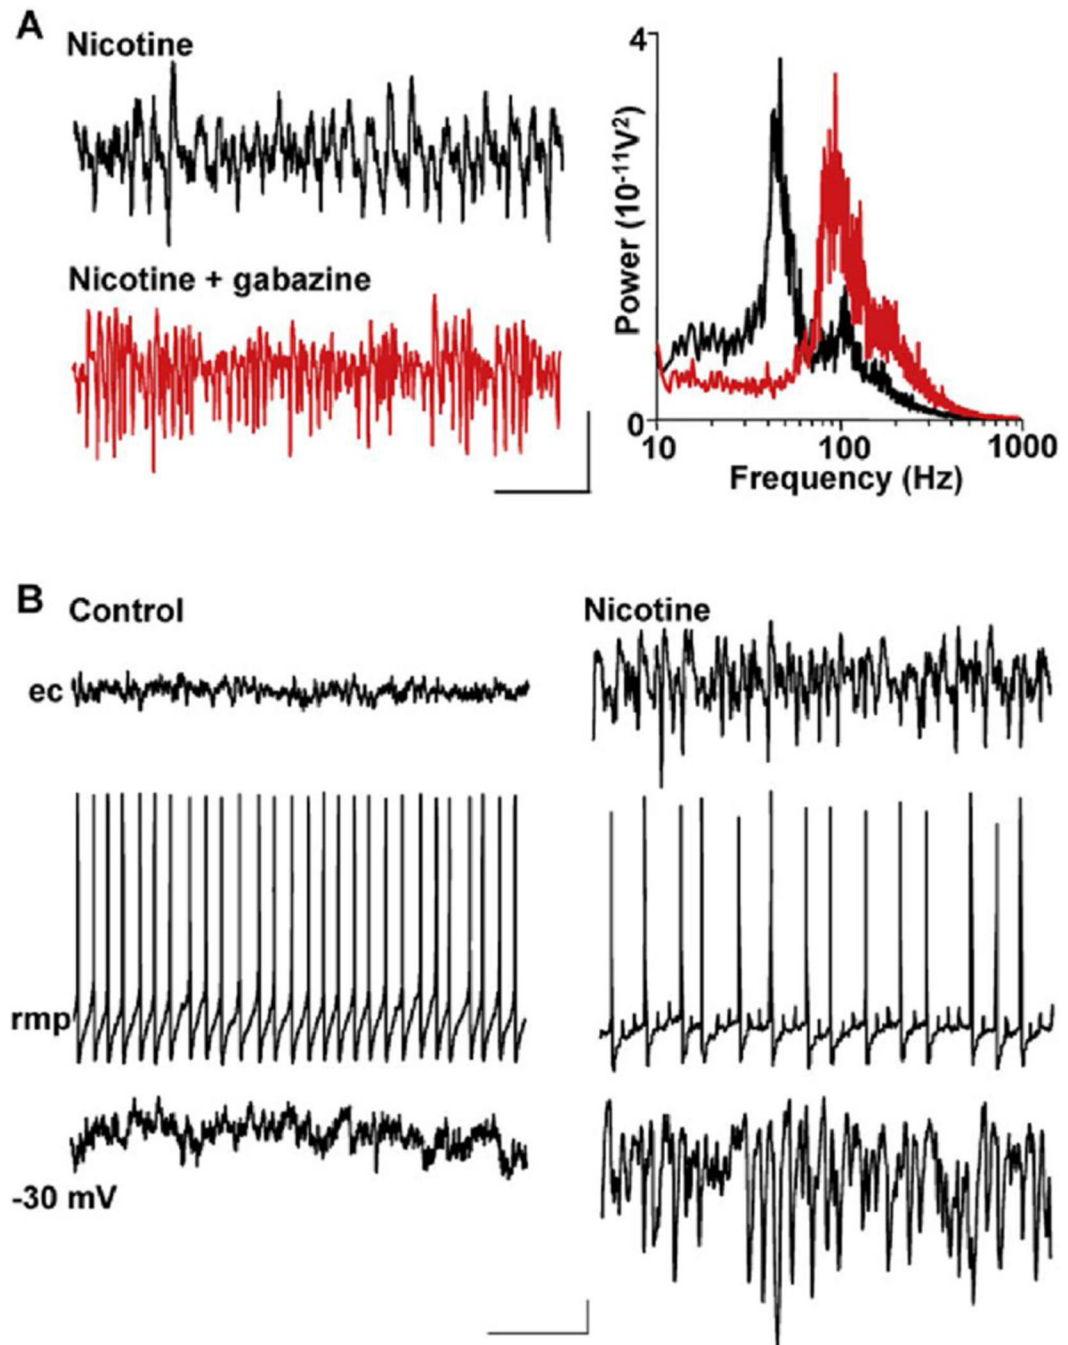 A
Nicotine
Nicotine + gabazine
4
Power (10⁻¹¹V²)
0
10 100 1000
Frequency (Hz)
B
Control
Nicotine
ec
rmp
-30 mV